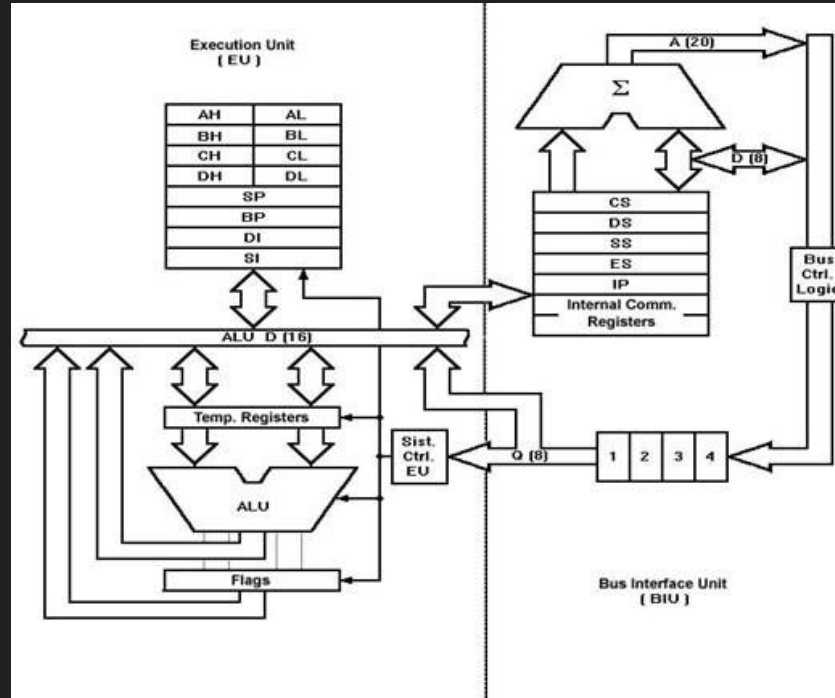 Execution Unit
( EU )
AH AL
BH BL
CH CL
DH DL
SP
BP
DI
SI
ALU D (16)
Temp. Registers
ALU
Flags
Sist.
Ctrl.
EU
A (20)
Σ
D (8)
CS
DS
SS
ES
IP
Internal Comm.
Registers
Bus
Ctrl.
Logic
Q (8)
1 2 3 4
Bus Interface Unit
( BIU )